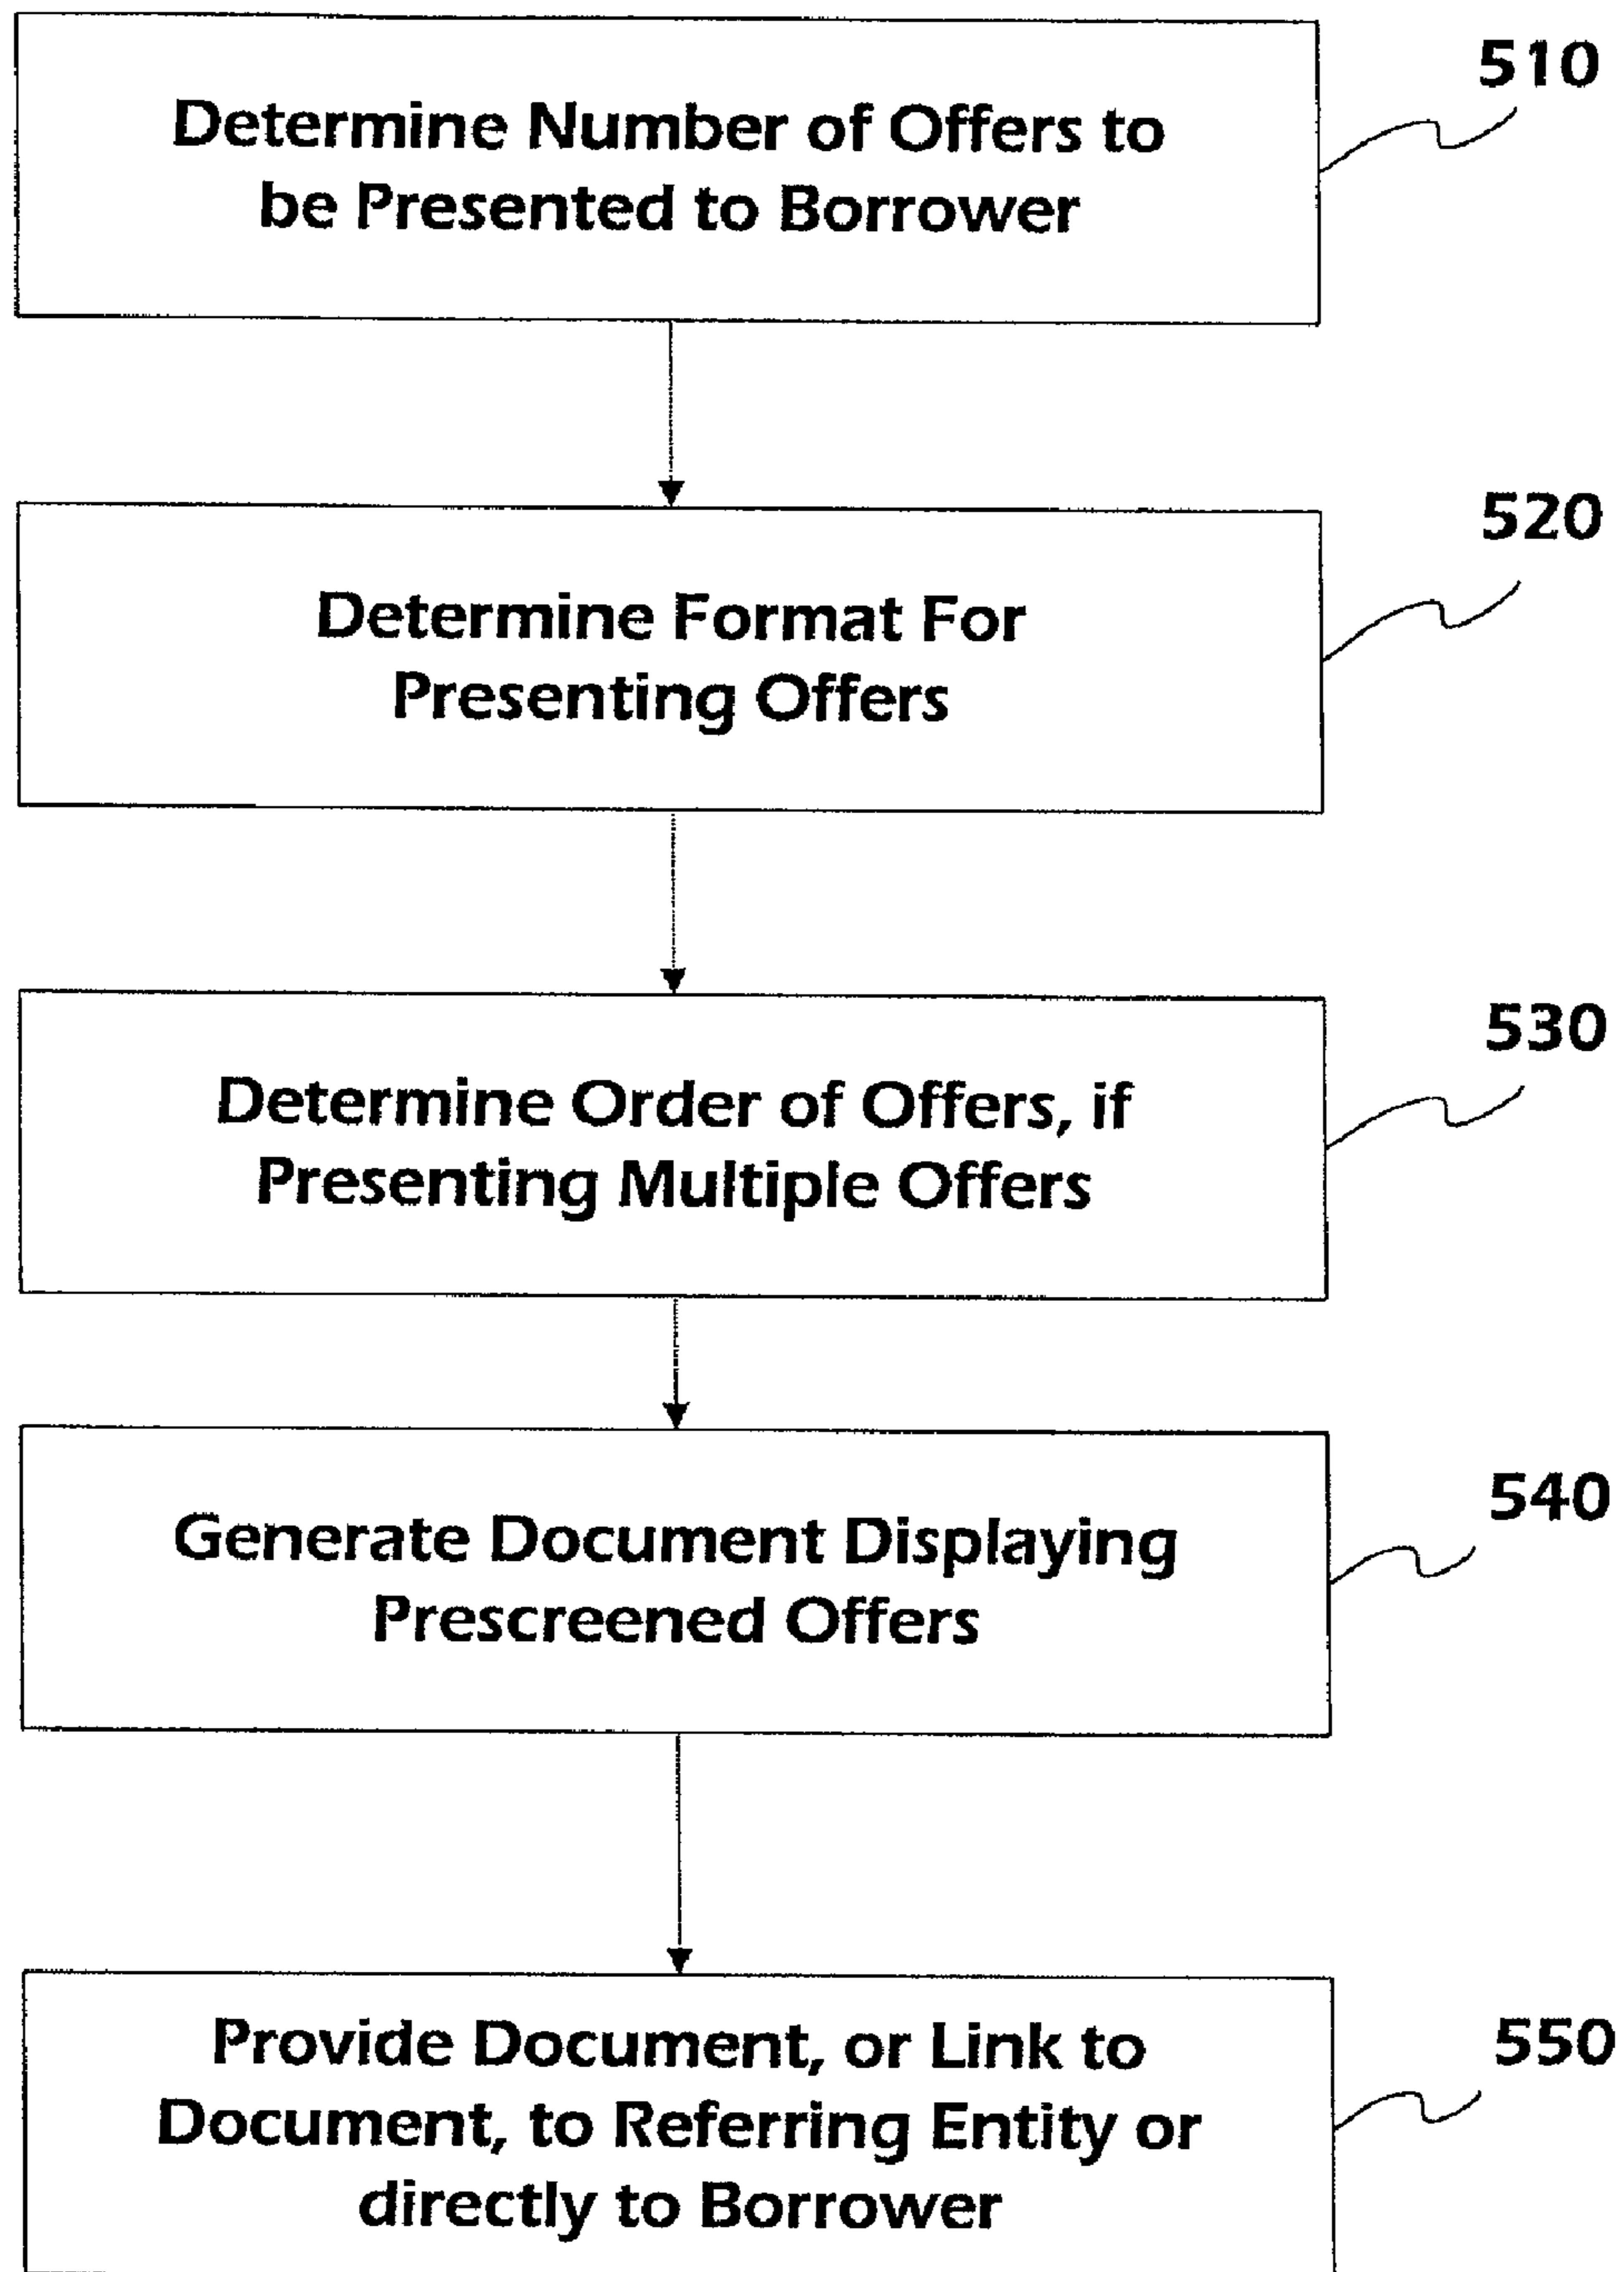 510
Determine Number of Offers to
be Presented to Borrower
520
Determine Format For
Presenting Offers
530
Determine Order of Offers, if
Presenting Multiple Offers
540
Generate Document Displaying
Prescreened Offers
550
Provide Document, or Link to
Document, to Referring Entity or
directly to Borrower